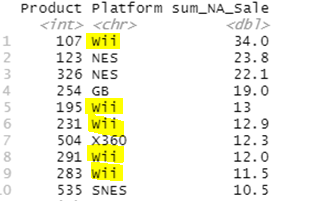 Product Platform sum_NA_Sale
<int> <chr> <dbl>
1 107 Wii 34.0
2 123 NES 23.8
3 326 NES 22.1
4 254 GB 19.0
5 195 Wii 13
6 231 Wii 12.9
7 504 X360 12.3
8 291 Wii 12.0
9 283 Wii 11.5
10 535 SNES 10.5